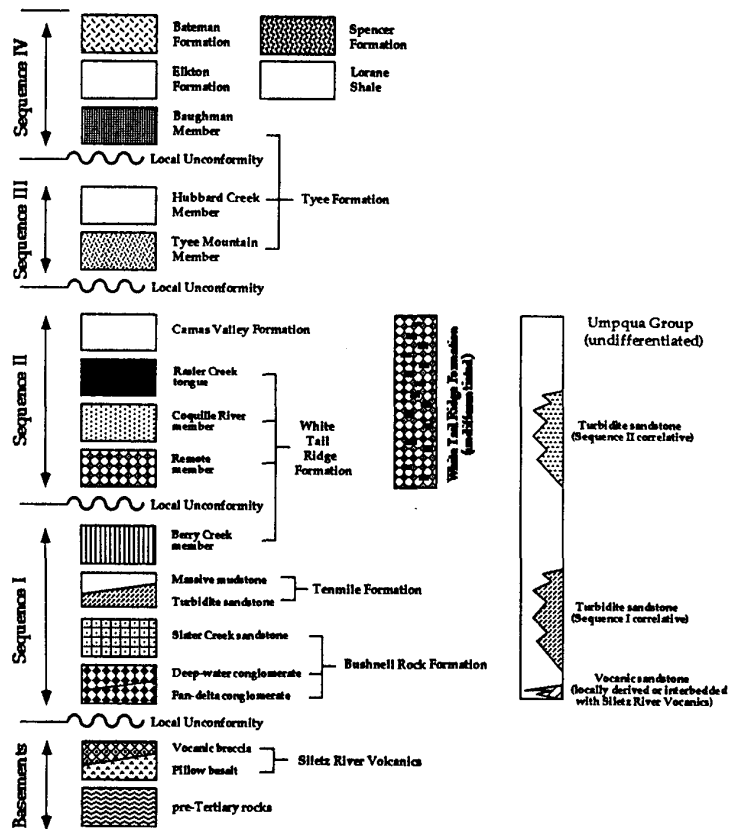 Sequence IV
Bateman
Formation
Spencer
Formation
Elkton
Formation
Lorane
Shale
Baughman
Member
Local Unconformity
Sequence III
Hubbard Creek
Member
Tyee Mountain
Member
Tyee Formation
Local Unconformity
Sequence II
Camas Valley Formation
Rasler Creek
tongue
Coquille River
member
Remote
member
White
Tail
Ridge
Formation
White Tail Ridge Formation
(undifferentiated)
Local Unconformity
Sequence I
Berry Creek
member
Massive mudstone
Turbidite sandstone
Tenmile Formation
Slater Creek sandstone
Deep-water conglomerate
Fan-delta conglomerate
Bushnell Rock Formation
Local Unconformity
Basements
Vocanic breccia
Pillow basalt
Siletz River Volcanics
pre-Tertiary rocks
Umpqua Group
(undifferentiated)
Turbidite sandstone
(Sequence II correlative)
Turbidite sandstone
(Sequence I correlative)
Vocanic sandstone
(locally derived or interbedded
with Siletz River Vocanics)